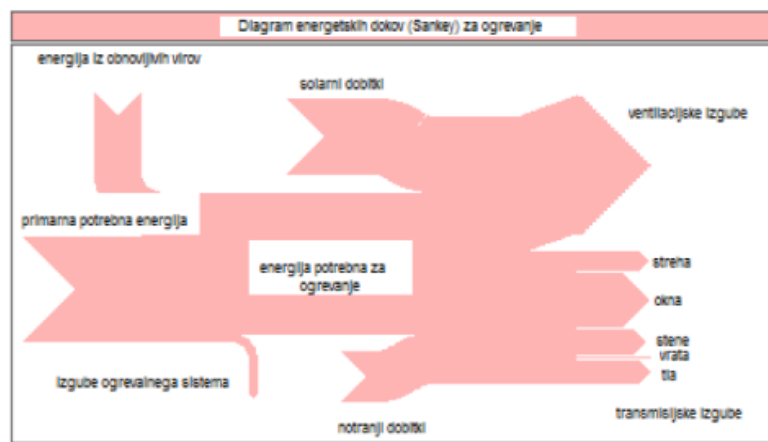 Diagram energetskih dokov (Sankey) za ogrevanje
energija iz obnovljivih virov
solarni dobitki
ventilacijske izgube
primarna potrebna energija
energija potrebna za
ogrevanje
streha
okna
stene
vrata
tla
izgube ogrevalnega sistema
notranji dobitki
transmisijske izgube